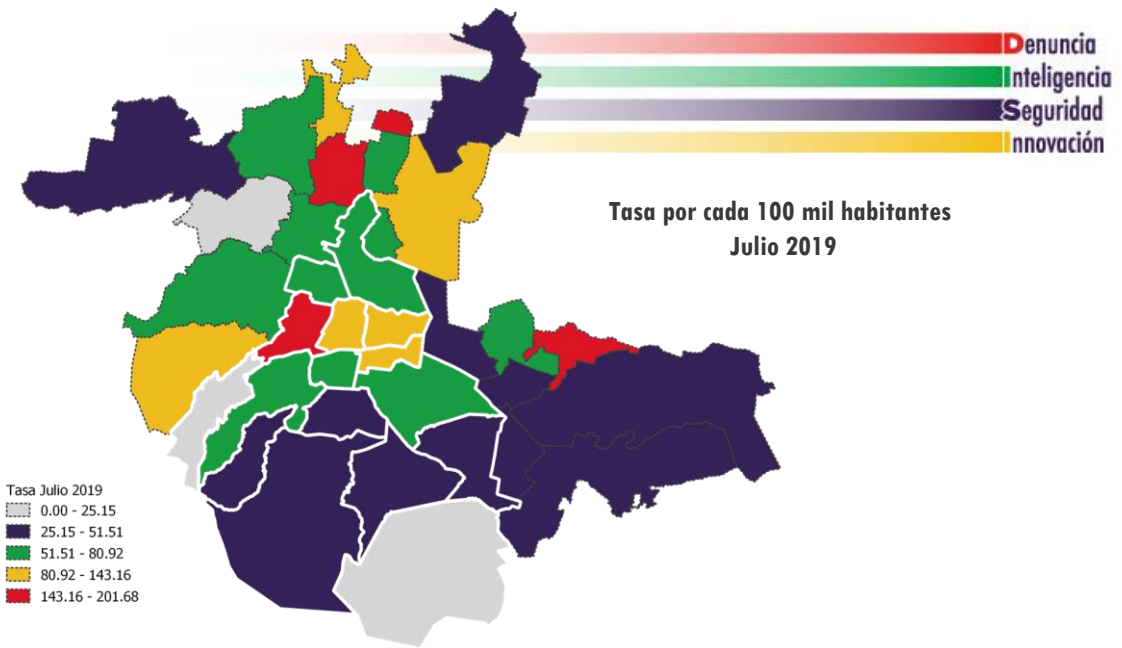 Denuncia
Inteligencia
Seguridad
Innovación
Tasa por cada 100 mil habitantes
Julio 2019
Tasa Julio 2019
0.00 - 25.15
25.15 - 51.51
51.51 - 80.92
80.92 - 143.16
143.16 - 201.68